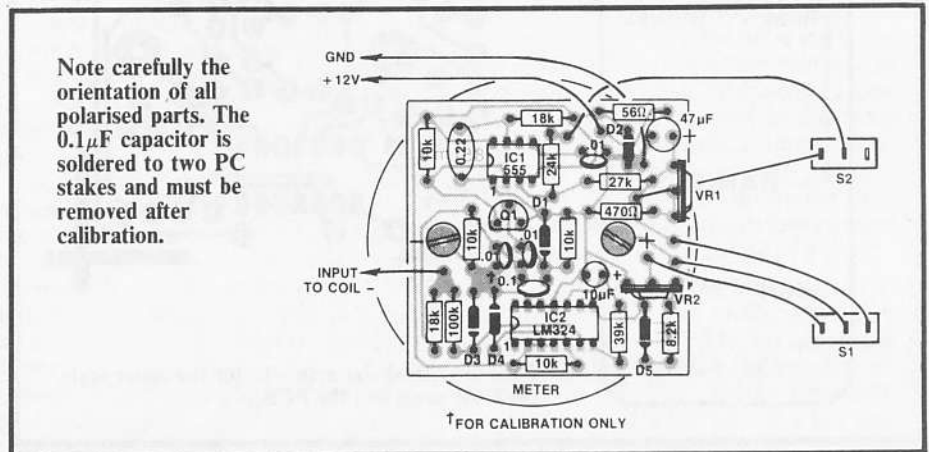 Note carefully the
orientation of all
polarised parts. The
0.1μF capacitor is
soldered to two PC
stakes and must be
removed after
calibration.
GND
+12V
18k
56Ω
D2
47μF
+
10k
0.22
IC1
555
24k
.01
27k
VR1
S2
†
Q1
D1
470Ω
10k
.01
.01
10k
−
+
INPUT
TO COIL −
†
0.1
10μF
+
VR2
18k
100k
IC2
LM324
39k
8.2k
S1
D3
D4
1
10k
D5
METER
†FOR CALIBRATION ONLY